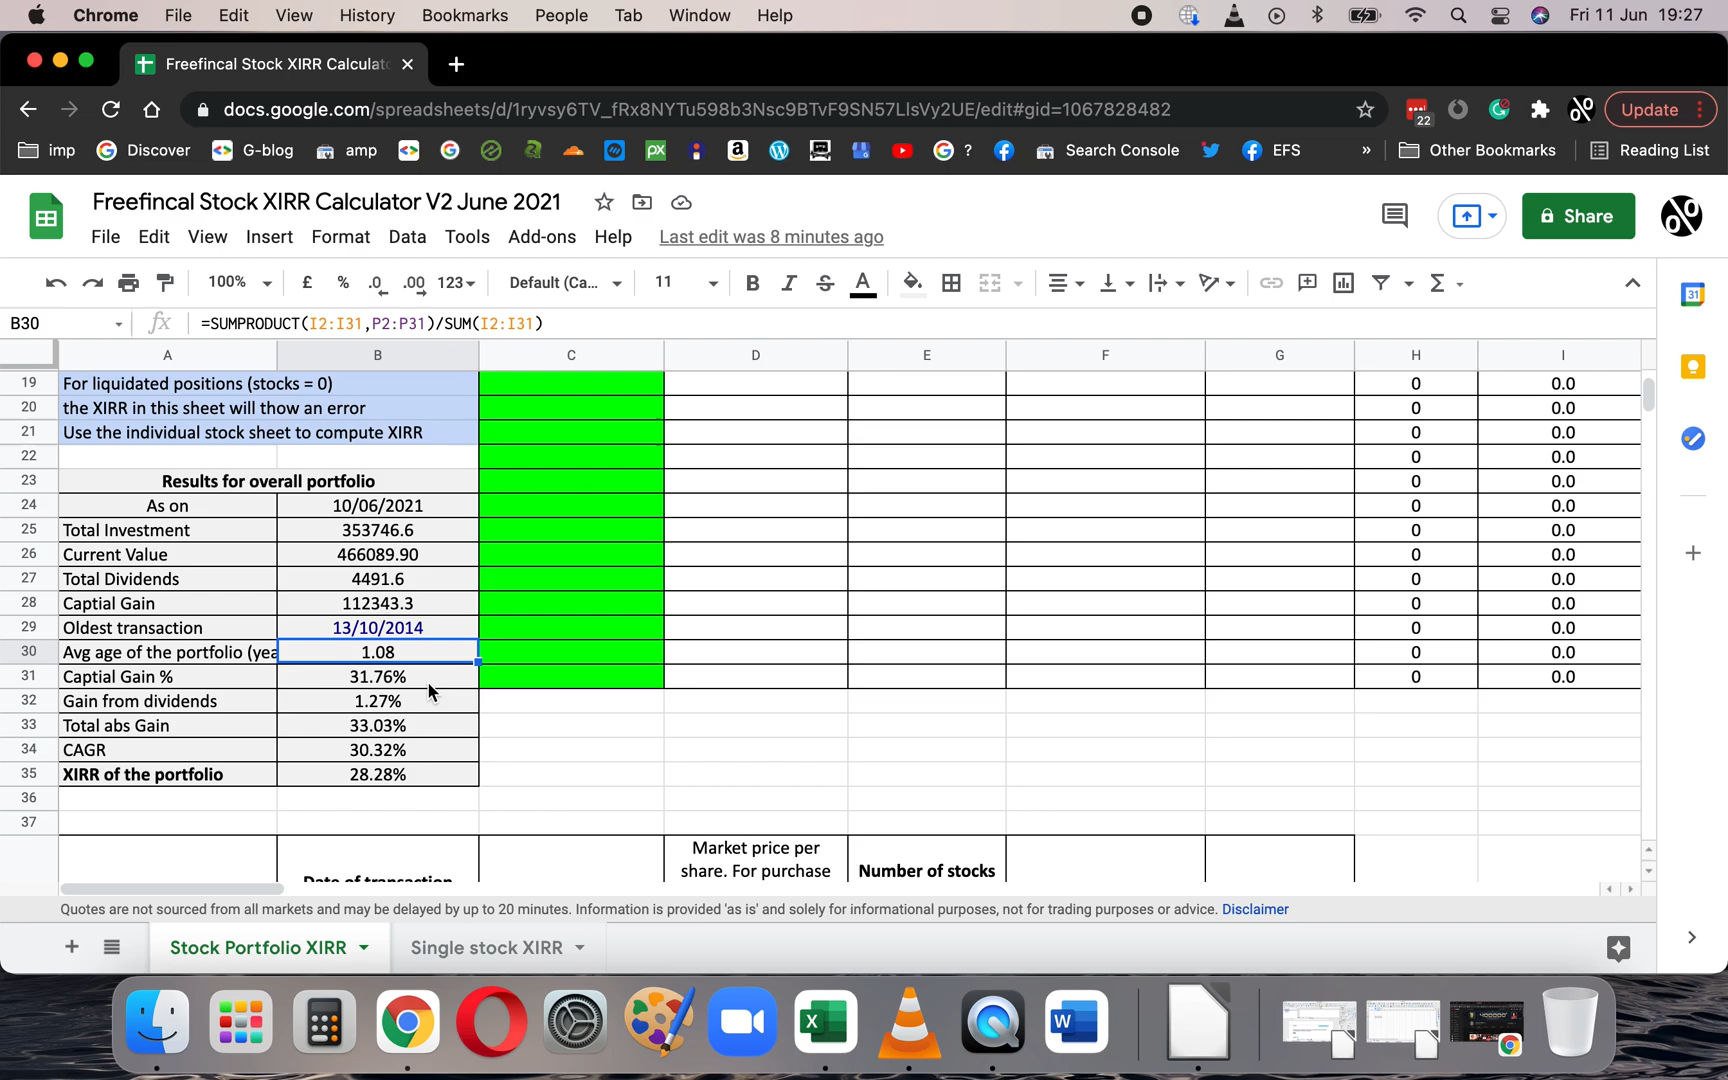 Chrome File Edit View History Bookmarks People Tab Window Help Fri 11 Jun 19:27
Freefincal Stock XIRR Calculat
docs.google.com/spreadsheets/d/1ryvsy6TV_fRx8NYTu598b3Nsc9BTvF9SN57LlsVy2UE/edit#gid=1067828482 22 Update
imp Discover G-blog amp px ? Search Console EFS » Other Bookmarks Reading List
Freefincal Stock XIRR Calculator V2 June 2021
Share
File Edit View Insert Format Data Tools Add-ons Help Last edit was 8 minutes ago
100% £ % .0 .00 123 Default (Ca... 11 B I S A Σ
31
B30 fx =SUMPRODUCT(I2:I31,P2:P31)/SUM(I2:I31)
A B C D E F G H I
19 For liquidated positions (stocks = 0) 0 0.0
20 the XIRR in this sheet will thow an error 0 0.0
21 Use the individual stock sheet to compute XIRR 0 0.0
22 0 0.0
23 Results for overall portfolio 0 0.0
24 As on 10/06/2021 0 0.0
25 Total Investment 353746.6 0 0.0
26 Current Value 466089.90 0 0.0
27 Total Dividends 4491.6 0 0.0
28 Captial Gain 112343.3 0 0.0
29 Oldest transaction 13/10/2014 0 0.0
30 Avg age of the portfolio (yea 1.08 0 0.0
31 Captial Gain % 31.76% 0 0.0
32 Gain from dividends 1.27%
33 Total abs Gain 33.03%
34 CAGR 30.32%
35 XIRR of the portfolio 28.28%
36
37
Market price per
share. For purchase
Number of stocks
Date of transaction
Quotes are not sourced from all markets and may be delayed by up to 20 minutes. Information is provided 'as is' and solely for informational purposes, not for trading purposes or advice. Disclaimer
Stock Portfolio XIRR Single stock XIRR